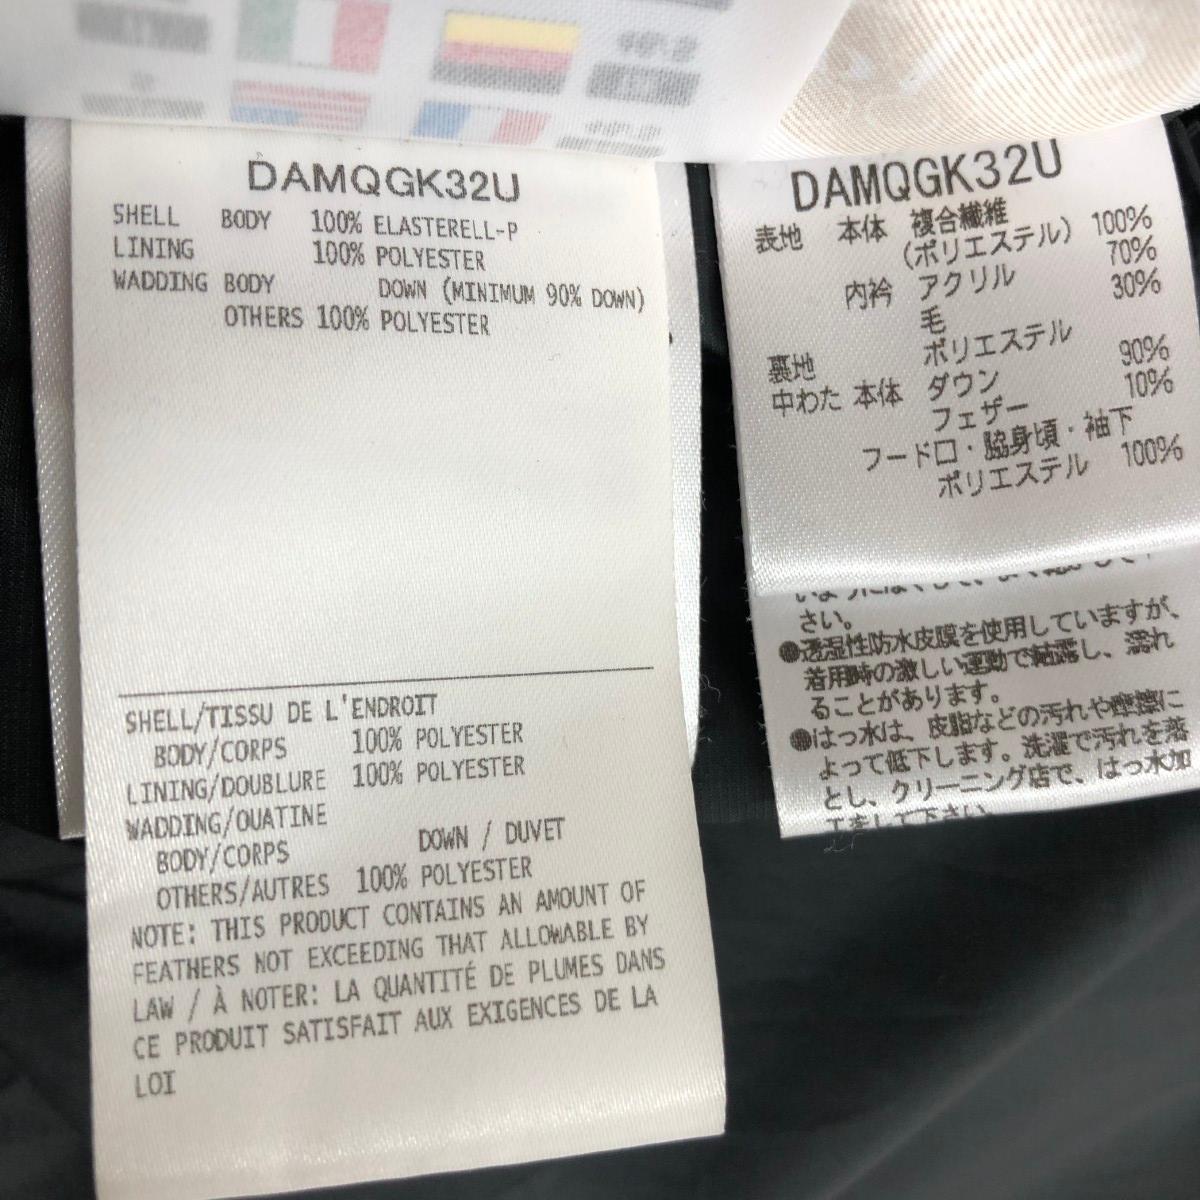 DAMQGK32U
SHELL BODY 100% ELASTERELL-P
LINING 100% POLYESTER
WADDING BODY DOWN (MINIMUM 90% DOWN)
OTHERS 100% POLYESTER
SHELL/TISSU DE L'ENDROIT
BODY/CORPS 100% POLYESTER
LINING/DOUBLURE 100% POLYESTER
WADDING/OUATINE
BODY/CORPS DOWN / DUVET
OTHERS/AUTRES 100% POLYESTER
NOTE: THIS PRODUCT CONTAINS AN AMOUNT OF
FEATHERS NOT EXCEEDING THAT ALLOWABLE BY
LAW / À NOTER: LA QUANTITÉ DE PLUMES DANS
CE PRODUIT SATISFAIT AUX EXIGENCES DE LA
LOI
DAMQGK32U
表地 本体 複合繊維 100%
(ポリエステル) 70%
内衿 アクリル 30%
毛
裏地 ポリエステル 90%
中わた 本体 ダウン 10%
フェザー
フード口・脇身頃・袖下 100%
ポリエステル
さい。
●透湿性防水皮膜を使用していますが、
着用時の激しい運動で結露し、濡れ
ることがあります。
●はっ水は、皮脂などの汚れや摩擦に
よって低下します。洗濯で汚れを落
とし、クリーニング店で、はっ水加
工をして下さい。